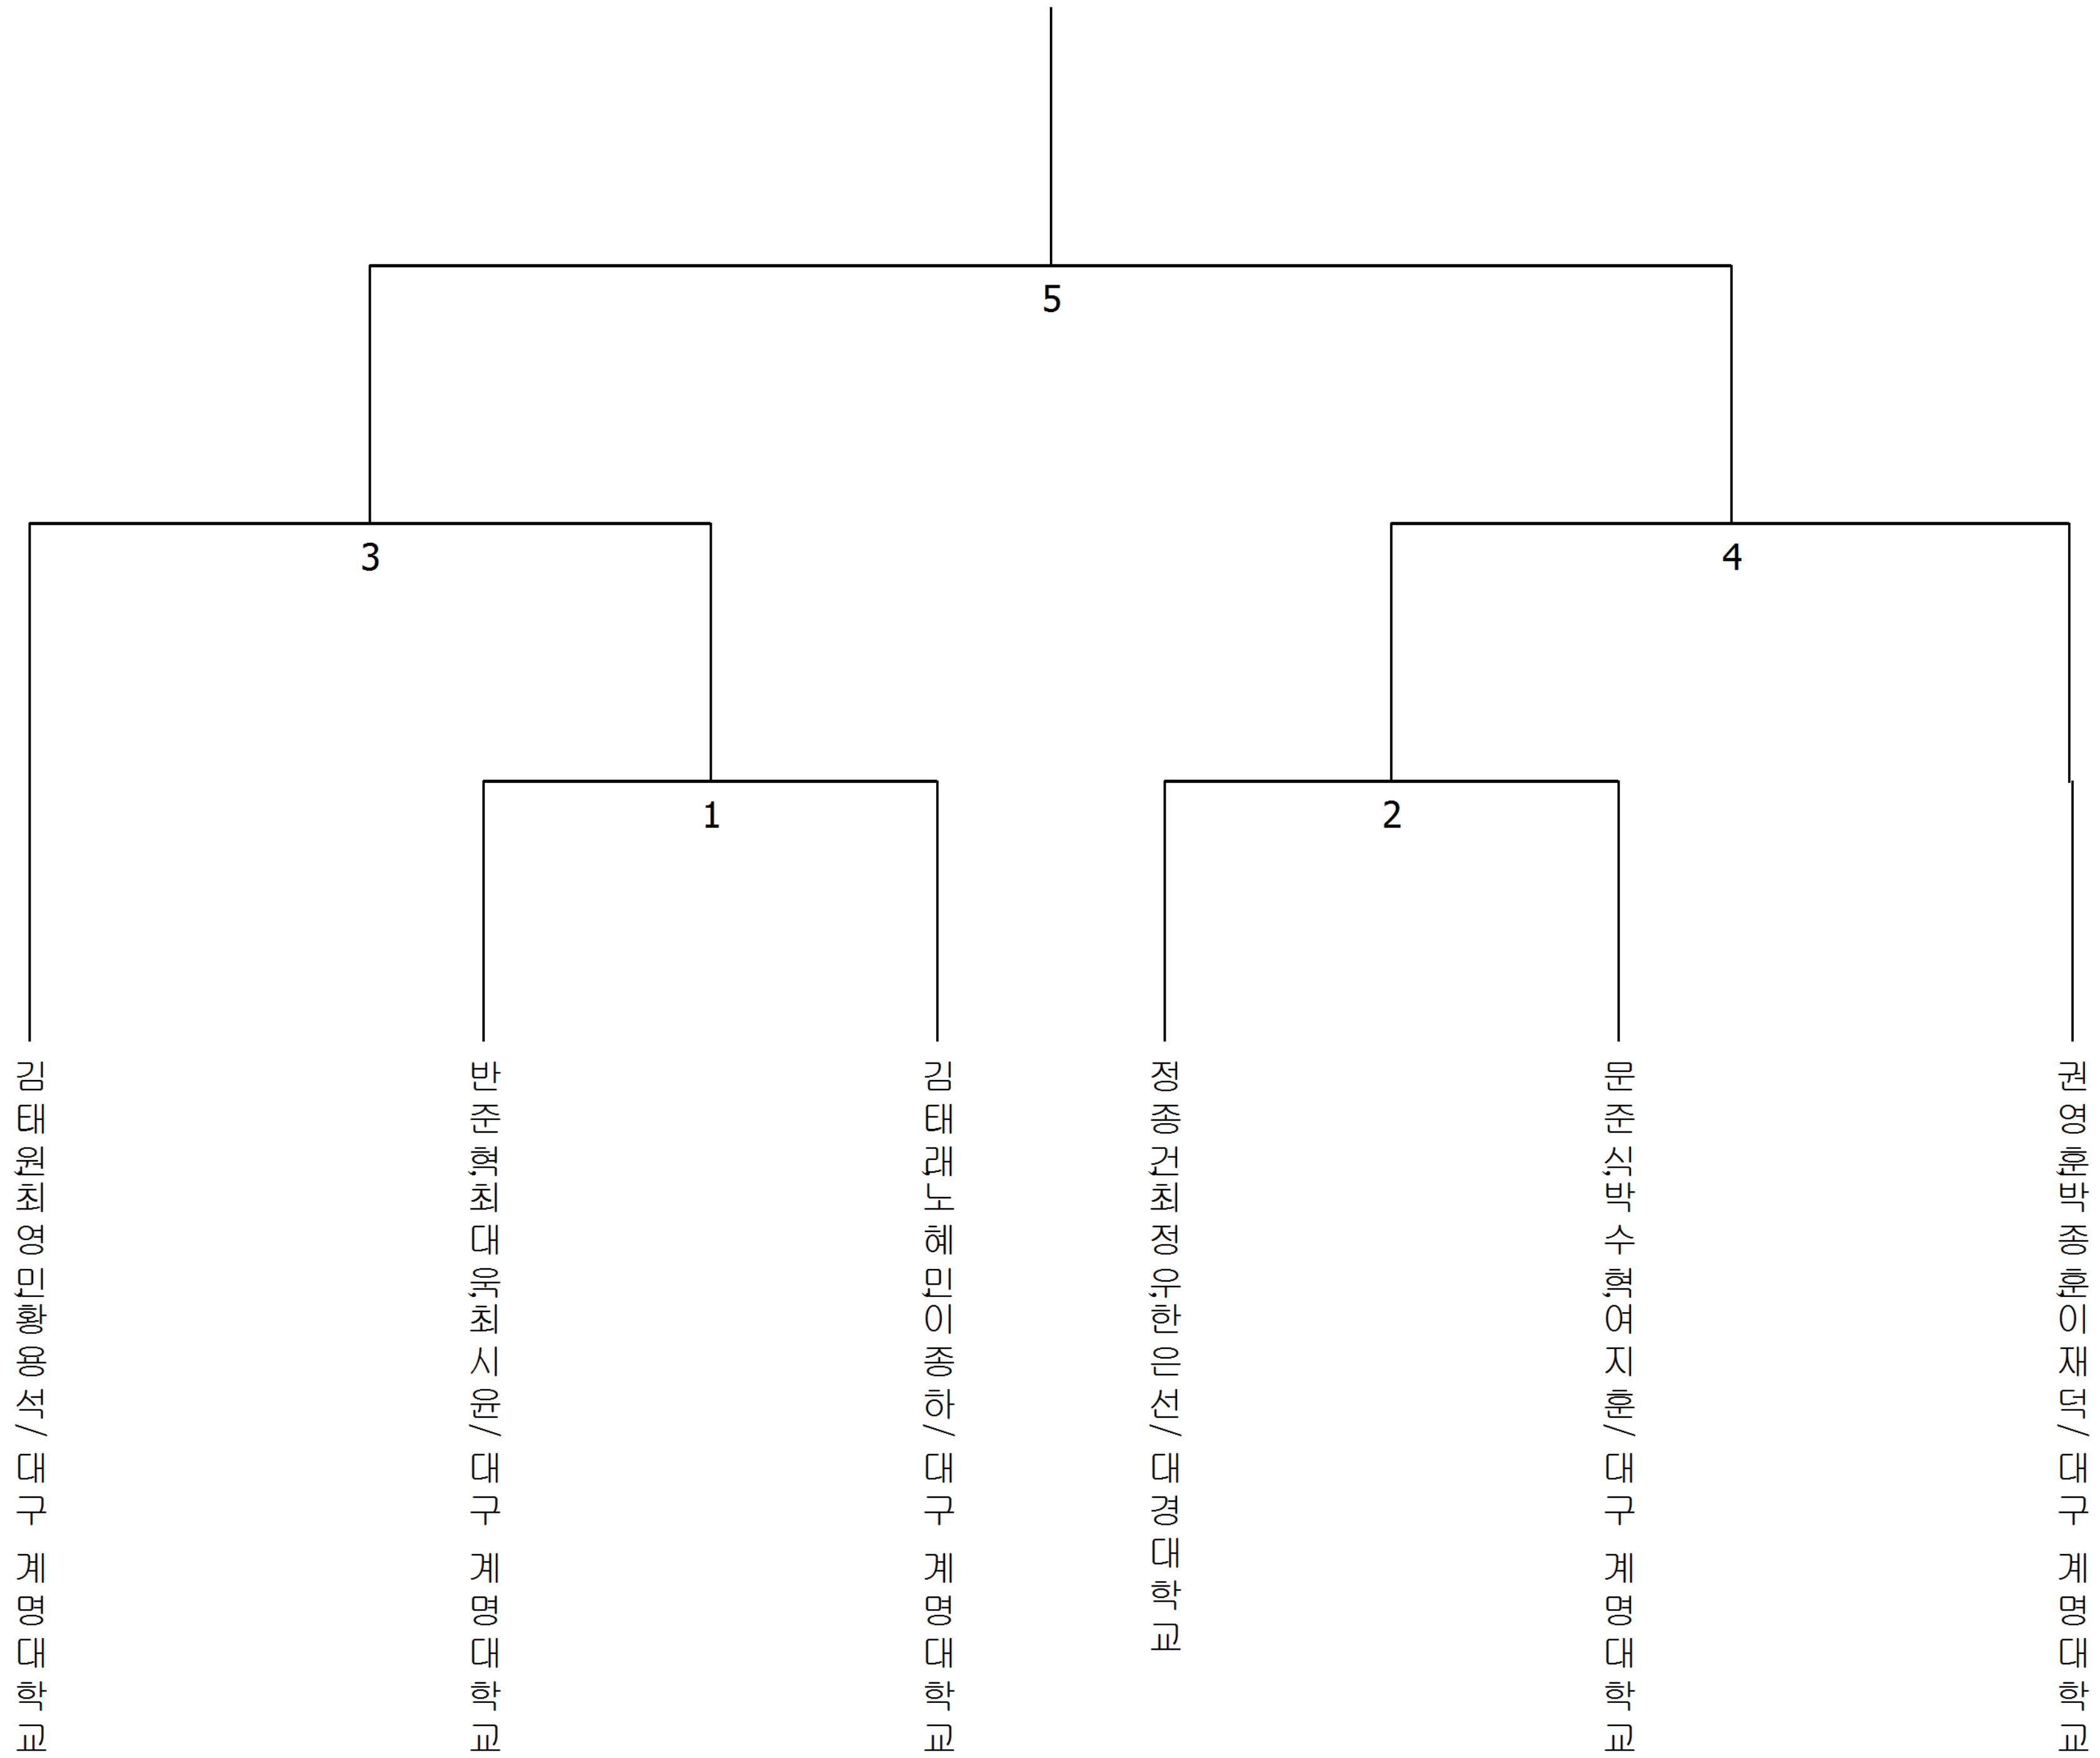 5
3
4
1
2
김태원,최영민,황용석/대구 계명대학교
반준혁,최대욱,최시윤/대구 계명대학교
김태래,노혜민,이종하/대구 계명대학교
정종건,최정우,한은선/대경대학교
문준식,박수혁,여지훈/대구 계명대학교
권영훈,박종훈,이재덕/대구 계명대학교